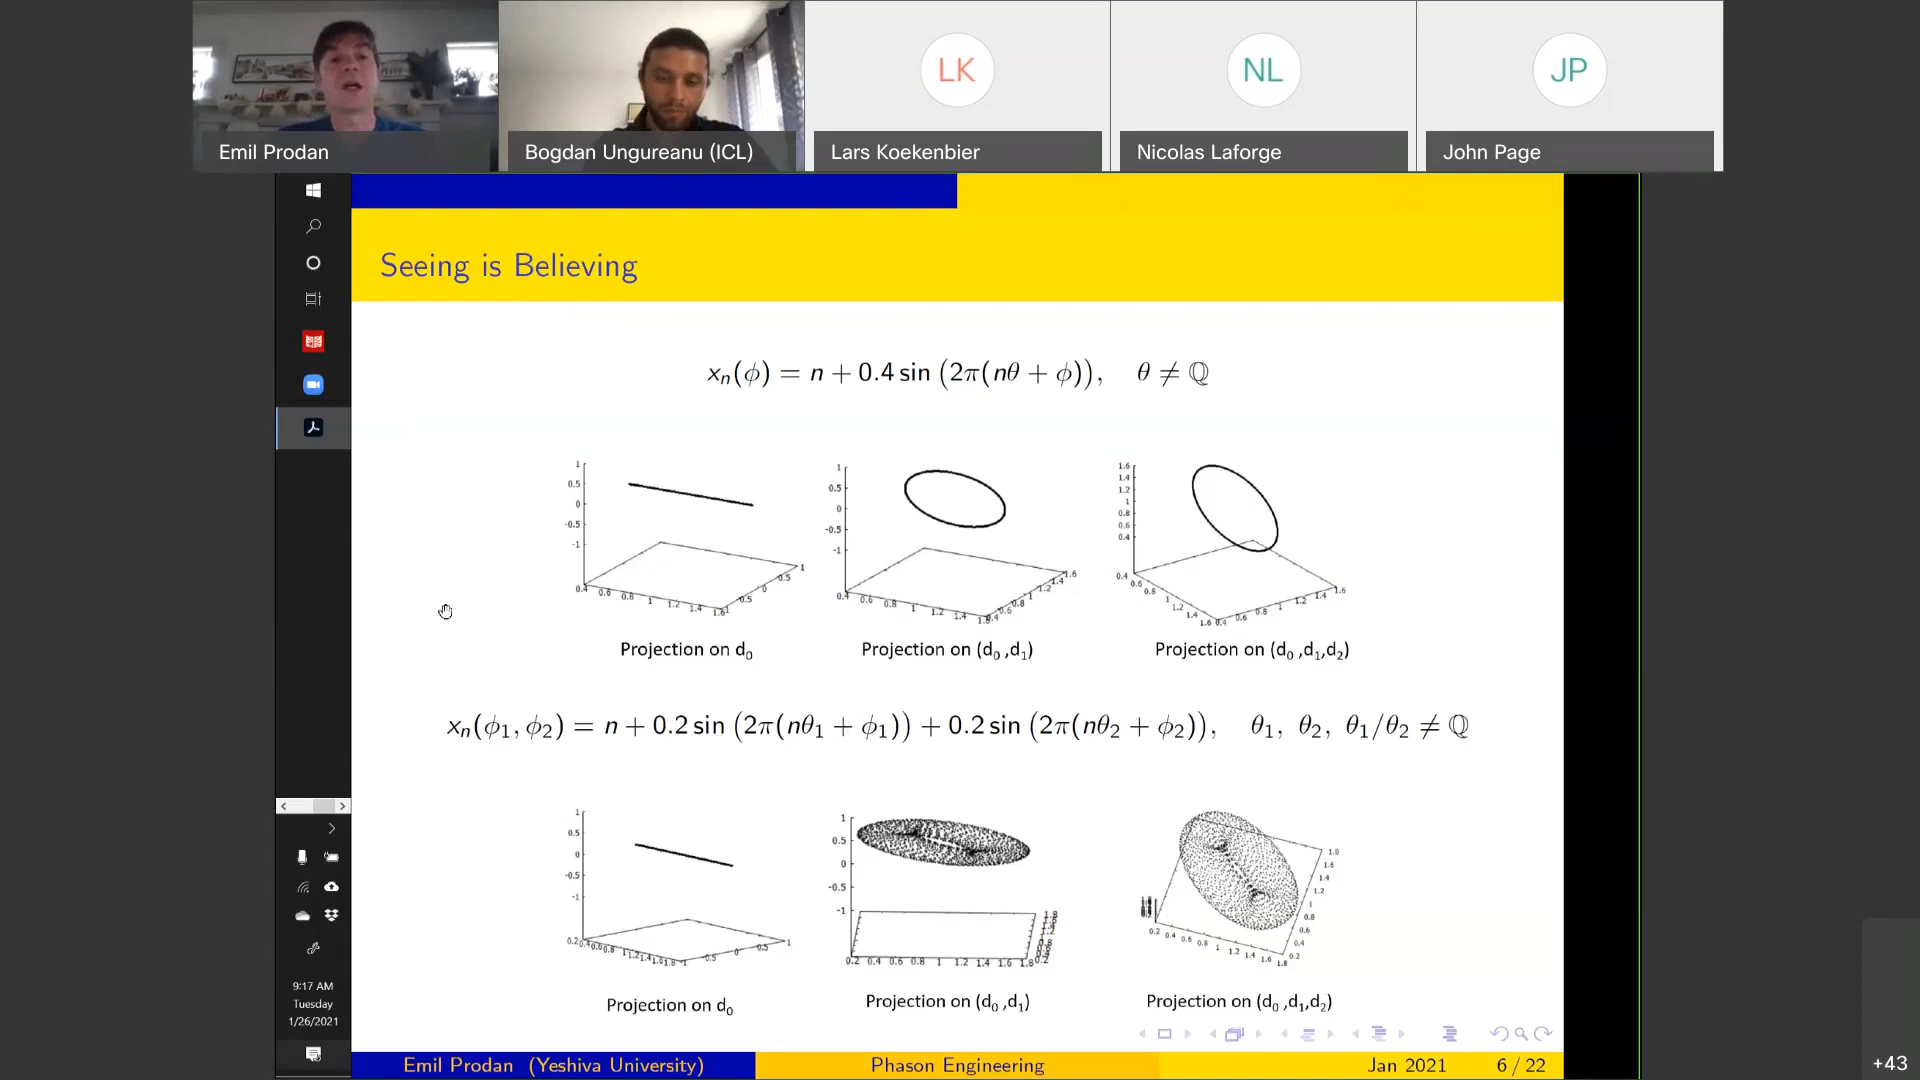 LK
NL
JP
Emil Prodan
Bogdan Ungureanu (ICL)
Lars Koekenbier
Nicolas Laforge
John Page
Seeing is Believing
xₙ(ϕ) = n + 0.4 sin (2π(nθ + ϕ)), θ ≠ ℚ
Projection on d₀
Projection on (d₀ ,d₁)
Projection on (d₀ ,d₁,d₂)
xₙ(ϕ₁, ϕ₂) = n + 0.2 sin (2π(nθ₁ + ϕ₁)) + 0.2 sin (2π(nθ₂ + ϕ₂)), θ₁, θ₂, θ₁/θ₂ ≠ ℚ
Projection on d₀
Projection on (d₀ ,d₁)
Projection on (d₀ ,d₁,d₂)
9:17 AM
Tuesday
1/26/2021
Emil Prodan (Yeshiva University)
Phason Engineering
Jan 2021
6 / 22
+43